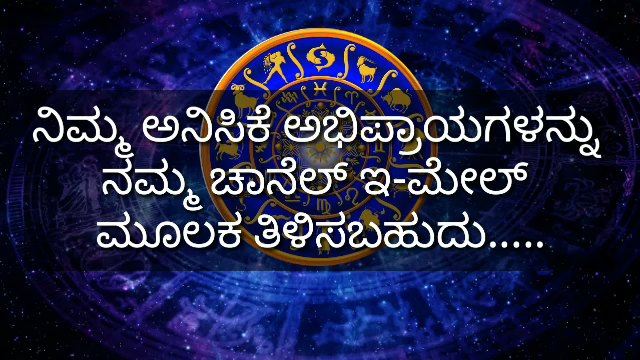 ನಿಮ್ಮ ಅನಿಸಿಕೆ ಅಭಿಪ್ರಾಯಗಳನ್ನು
ನಮ್ಮ ಚಾನೆಲ್ ಇ-ಮೇಲ್
ಮೂಲಕ ತಿಳಿಸಬಹುದು.....